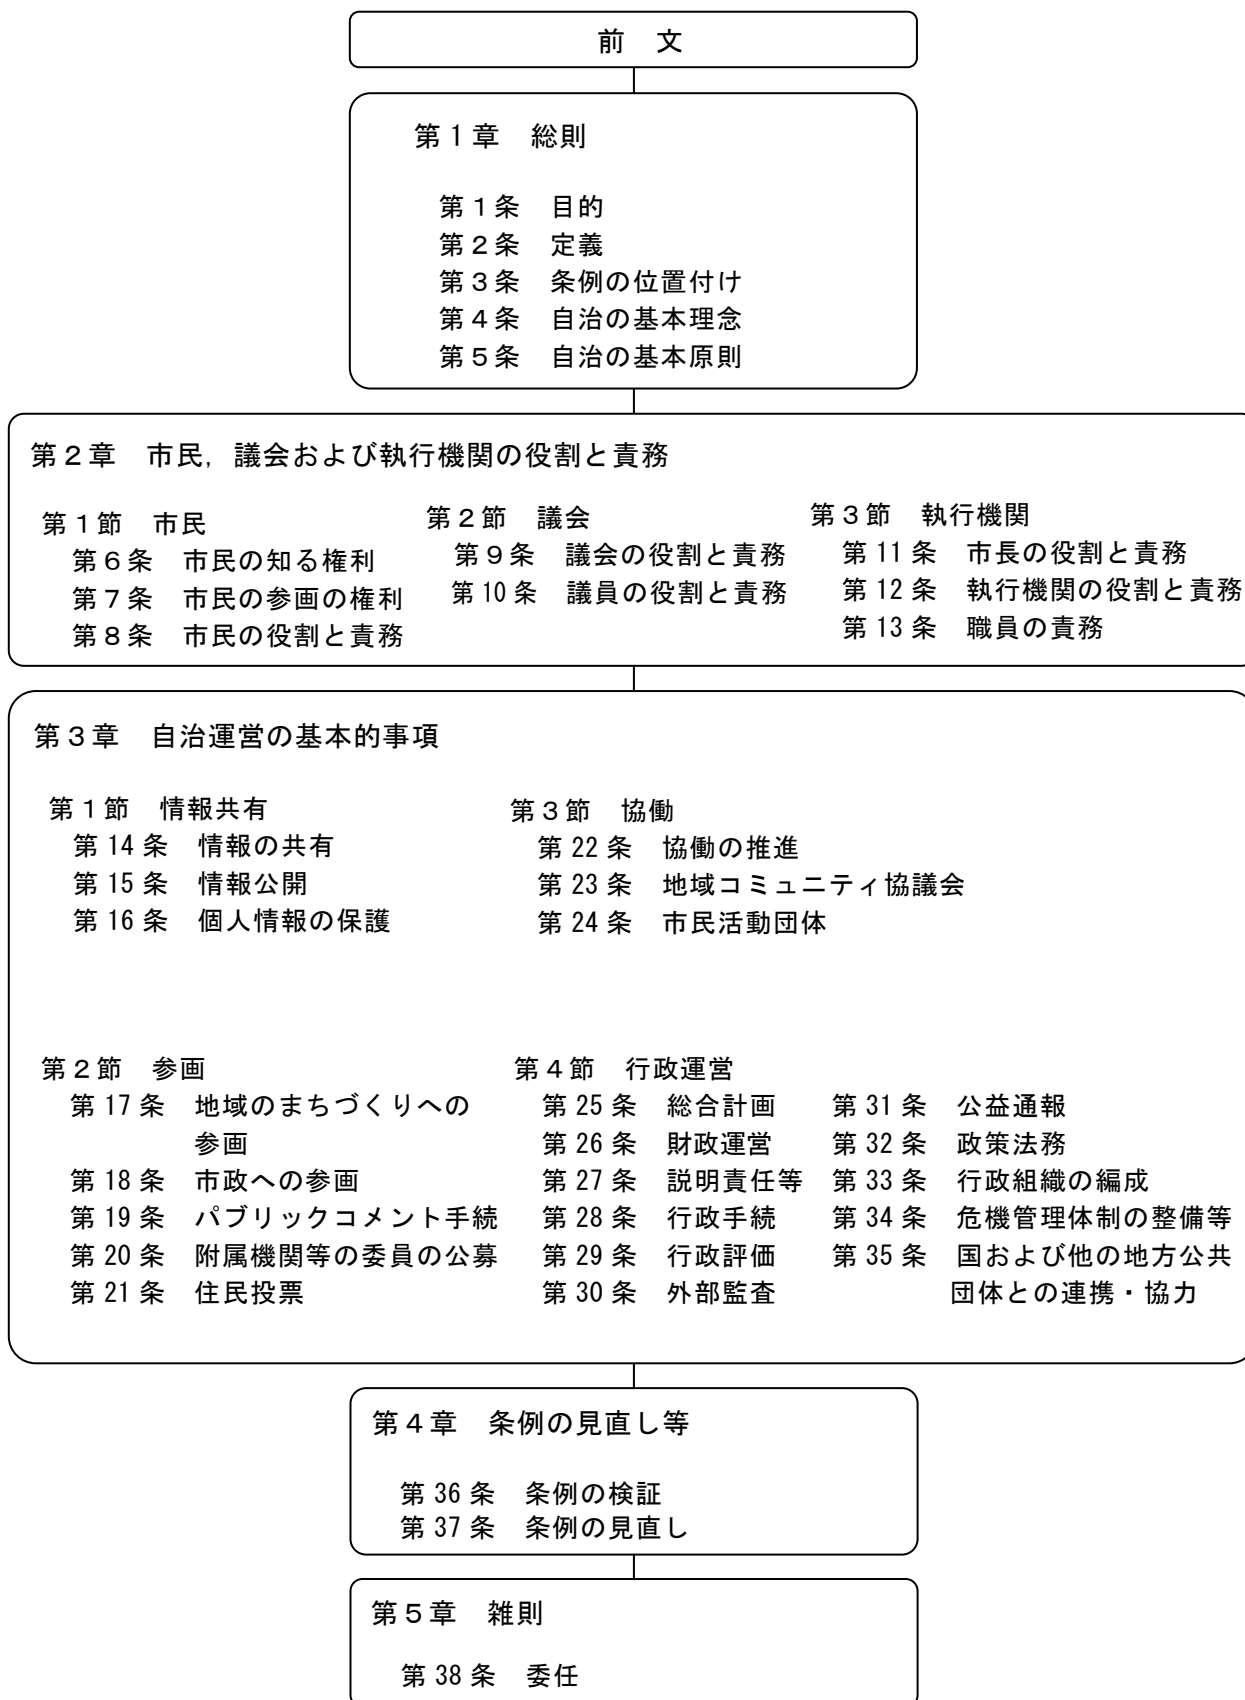 前　文
第１章　総則
第１条　目的
第２条　定義
第３条　条例の位置付け
第４条　自治の基本理念
第５条　自治の基本原則
第２章　市民，議会および執行機関の役割と責務
第１節　市民
第６条　市民の知る権利
第７条　市民の参画の権利
第８条　市民の役割と責務
第２節　議会
第９条　議会の役割と責務
第10条　議員の役割と責務
第３節　執行機関
第11条　市長の役割と責務
第12条　執行機関の役割と責務
第13条　職員の責務
第３章　自治運営の基本的事項
第１節　情報共有
第14条　情報の共有
第15条　情報公開
第16条　個人情報の保護
第２節　参画
第17条　地域のまちづくりへの
参画
第18条　市政への参画
第19条　パブリックコメント手続
第20条　附属機関等の委員の公募
第21条　住民投票
第３節　協働
第22条　協働の推進
第23条　地域コミュニティ協議会
第24条　市民活動団体
第４節　行政運営
第25条　総合計画
第26条　財政運営
第27条　説明責任等
第28条　行政手続
第29条　行政評価
第30条　外部監査
第31条　公益通報
第32条　政策法務
第33条　行政組織の編成
第34条　危機管理体制の整備等
第35条　国および他の地方公共
団体との連携・協力
第４章　条例の見直し等
第36条　条例の検証
第37条　条例の見直し
第５章　雑則
第38条　委任